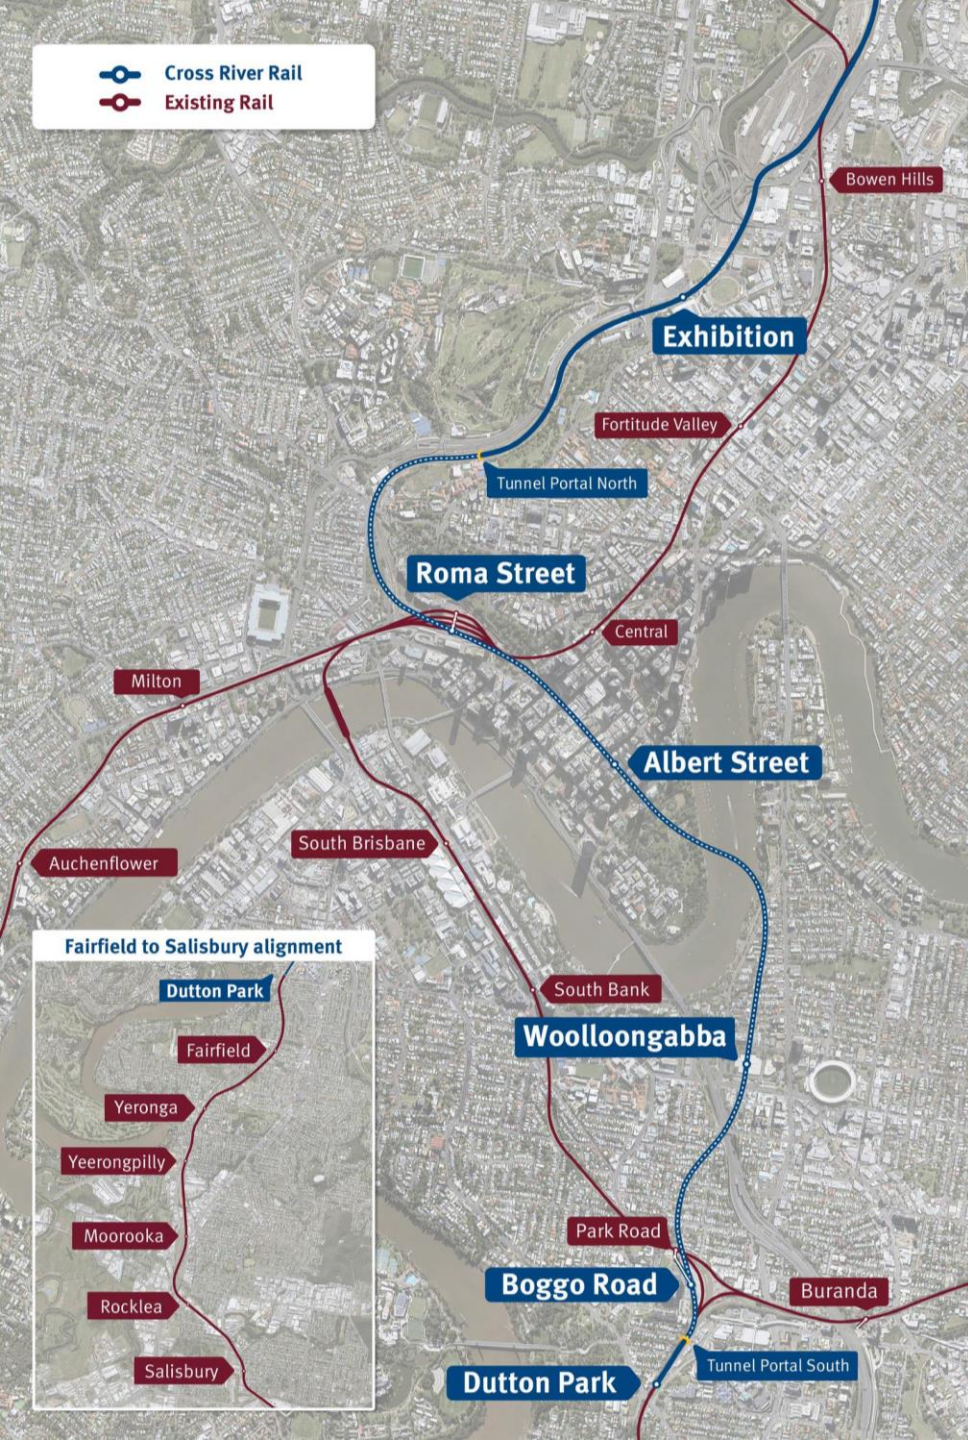 Cross River Rail
Existing Rail
Bowen Hills
Exhibition
Fortitude Valley
Tunnel Portal North
Roma Street
Central
Milton
Albert Street
South Brisbane
Auchenflower
South Bank
Woolloongabba
Park Road
Boggo Road
Buranda
Tunnel Portal South
Dutton Park
Fairfield to Salisbury alignment
Dutton Park
Fairfield
Yeronga
Yeerongpilly
Moorooka
Rocklea
Salisbury